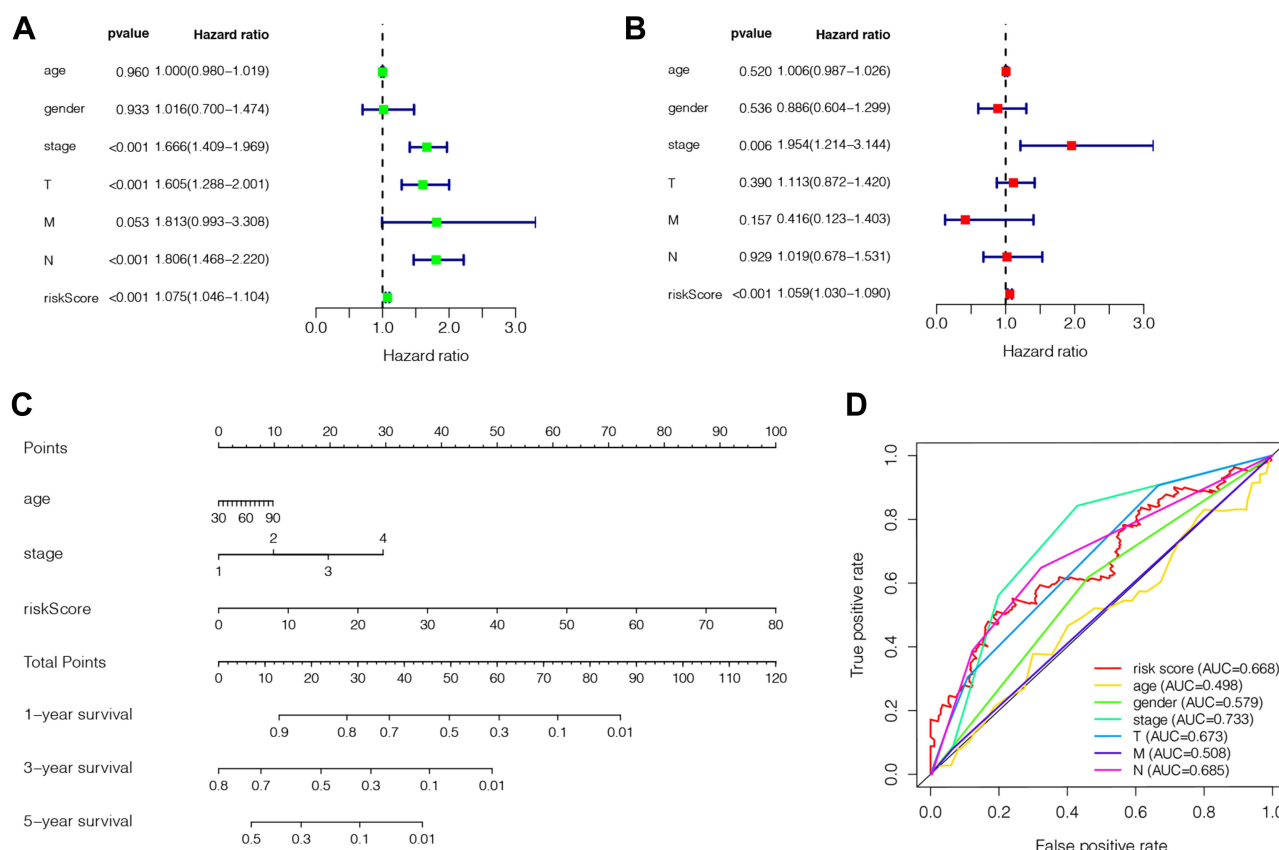 A
pvalue Hazard ratio
age 0.960 1.000(0.980−1.019)
gender 0.933 1.016(0.700−1.474)
stage <0.001 1.666(1.409−1.969)
T <0.001 1.605(1.288−2.001)
M 0.053 1.813(0.993−3.308)
N <0.001 1.806(1.468−2.220)
riskScore <0.001 1.075(1.046−1.104)
0.0 1.0 2.0 3.0
Hazard ratio
B
pvalue Hazard ratio
age 0.520 1.006(0.987−1.026)
gender 0.536 0.886(0.604−1.299)
stage 0.006 1.954(1.214−3.144)
T 0.390 1.113(0.872−1.420)
M 0.157 0.416(0.123−1.403)
N 0.929 1.019(0.678−1.531)
riskScore <0.001 1.059(1.030−1.090)
0.0 1.0 2.0 3.0
Hazard ratio
C
0 10 20 30 40 50 60 70 80 90 100
Points
age
30 60 90
2 4
stage
1 3
riskScore
0 10 20 30 40 50 60 70 80
Total Points
0 10 20 30 40 50 60 70 80 90 100 110 120
1−year survival
0.9 0.8 0.7 0.5 0.3 0.1 0.01
3−year survival
0.8 0.7 0.5 0.3 0.1 0.01
5−year survival
0.5 0.3 0.1 0.01
D
True positive rate
1.0
0.8
0.6
0.4
0.2
0.0
risk score (AUC=0.668)
age (AUC=0.498)
gender (AUC=0.579)
stage (AUC=0.733)
T (AUC=0.673)
M (AUC=0.508)
N (AUC=0.685)
0.0 0.2 0.4 0.6 0.8 1.0
False positive rate